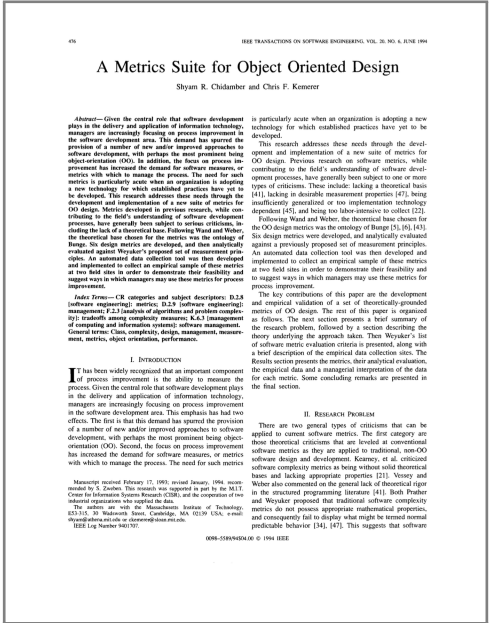 476
IEEE TRANSACTIONS ON SOFTWARE ENGINEERING, VOL. 20, NO. 6, JUNE 1994
A Metrics Suite for Object Oriented Design
Shyam R. Chidamber and Chris F. Kemerer
Abstract—Given the central role that software development
plays in the delivery and application of information technology,
managers are increasingly focusing on process improvement in
the software development area. This demand has spurred the
provision of a number of new and/or improved approaches to
software development, with perhaps the most prominent being
object-orientation (OO). In addition, the focus on process im-
provement has increased the demand for software measures, or
metrics with which to manage the process. The need for such
metrics is particularly acute when an organization is adopting
a new technology for which established practices have yet to
be developed. This research addresses these needs through the
development and implementation of a new suite of metrics for
OO design. Metrics developed in previous research, while con-
tributing to the field's understanding of software development
processes, have generally been subject to serious criticisms, in-
cluding the lack of a theoretical base. Following Wand and Weber,
the theoretical base chosen for the metrics was the ontology of
Bunge. Six design metrics are developed, and then analytically
evaluated against Weyuker's proposed set of measurement prin-
ciples. An automated data collection tool was then developed
and implemented to collect an empirical sample of these metrics
at two field sites in order to demonstrate their feasibility and
suggest ways in which managers may use these metrics for process
improvement.
Index Terms— CR categories and subject descriptors: D.2.8
[software engineering]: metrics; D.2.9 [software engineering]:
management; F.2.3 [analysis of algorithms and problem complex-
ity]: tradeoffs among complexity measures; K.6.3 [management
of computing and information systems]: software management.
General terms: Class, complexity, design, management, measure-
ment, metrics, object orientation, performance.
I. INTRODUCTION
IT has been widely recognized that an important component
of process improvement is the ability to measure the
process. Given the central role that software development plays
in the delivery and application of information technology,
managers are increasingly focusing on process improvement
in the software development area. This emphasis has had two
effects. The first is that this demand has spurred the provision
of a number of new and/or improved approaches to software
development, with perhaps the most prominent being object-
orientation (OO). Second, the focus on process improvement
has increased the demand for software measures, or metrics
with which to manage the process. The need for such metrics
Manuscript received February 17, 1993; revised January, 1994. recom-
mended by S. Zweben. This research was supported in part by the M.I.T.
Center for Information Systems Research (CISR), and the cooperation of two
industrial organizations who supplied the data.
The authors are with the Massachusetts Institute of Technology,
E53-315, 30 Wadsworth Street, Cambridge, MA 02139 USA; e-mail:
shyam@athena.mit.edu or ckemerer@sloan.mit.edu.
IEEE Log Number 9401707.
is particularly acute when an organization is adopting a new
technology for which established practices have yet to be
developed.
This research addresses these needs through the devel-
opment and implementation of a new suite of metrics for
OO design. Previous research on software metrics, while
contributing to the field's understanding of software devel-
opment processes, have generally been subject to one or more
types of criticisms. These include: lacking a theoretical basis
[41], lacking in desirable measurement properties [47], being
insufficiently generalized or too implementation technology
dependent [45], and being too labor-intensive to collect [22].
Following Wand and Weber, the theoretical base chosen for
the OO design metrics was the ontology of Bunge [5], [6], [43].
Six design metrics were developed, and analytically evaluated
against a previously proposed set of measurement principles.
An automated data collection tool was then developed and
implemented to collect an empirical sample of these metrics
at two field sites in order to demonstrate their feasibility and
to suggest ways in which managers may use these metrics for
process improvement.
The key contributions of this paper are the development
and empirical validation of a set of theoretically-grounded
metrics of OO design. The rest of this paper is organized
as follows. The next section presents a brief summary of
the research problem, followed by a section describing the
theory underlying the approach taken. Then Weyuker's list
of software metric evaluation criteria is presented, along with
a brief description of the empirical data collection sites. The
Results section presents the metrics, their analytical evaluation,
the empirical data and a managerial interpretation of the data
for each metric. Some concluding remarks are presented in
the final section.
II. RESEARCH PROBLEM
There are two general types of criticisms that can be
applied to current software metrics. The first category are
those theoretical criticisms that are leveled at conventional
software metrics as they are applied to traditional, non-OO
software design and development. Kearney, et al. criticized
software complexity metrics as being without solid theoretical
bases and lacking appropriate properties [21]. Vessey and
Weber also commented on the general lack of theoretical rigor
in the structured programming literature [41]. Both Prather
and Weyuker proposed that traditional software complexity
metrics do not possess appropriate mathematical properties,
and consequently fail to display what might be termed normal
predictable behavior [34], [47]. This suggests that software
0098-5589/94$04.00 © 1994 IEEE